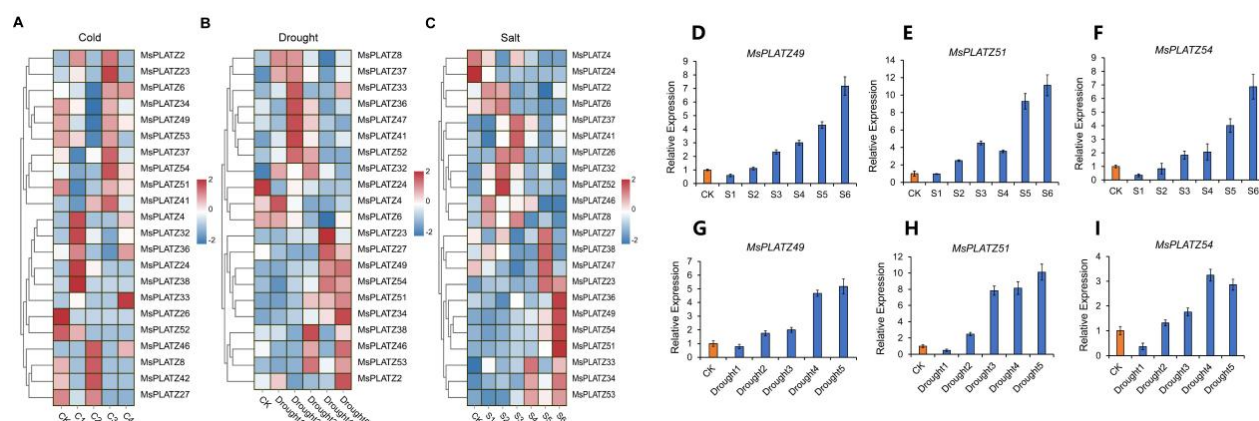 A
Cold
MsPLATZ2
MsPLATZ23
MsPLATZ6
MsPLATZ34
MsPLATZ49
MsPLATZ53
MsPLATZ37
MsPLATZ54
MsPLATZ51
MsPLATZ41
MsPLATZ4
MsPLATZ32
MsPLATZ36
MsPLATZ24
MsPLATZ38
MsPLATZ33
MsPLATZ26
MsPLATZ52
MsPLATZ46
MsPLATZ8
MsPLATZ42
MsPLATZ27
CK C1 C2 C3 C4
2
0
-2
B
Drought
MsPLATZ8
MsPLATZ37
MsPLATZ33
MsPLATZ36
MsPLATZ47
MsPLATZ41
MsPLATZ52
MsPLATZ32
MsPLATZ24
MsPLATZ4
MsPLATZ6
MsPLATZ23
MsPLATZ27
MsPLATZ49
MsPLATZ54
MsPLATZ51
MsPLATZ34
MsPLATZ38
MsPLATZ46
MsPLATZ53
MsPLATZ2
CK
2
0
-2
C
Salt
MsPLATZ4
MsPLATZ24
MsPLATZ2
MsPLATZ6
MsPLATZ37
MsPLATZ41
MsPLATZ26
MsPLATZ32
MsPLATZ52
MsPLATZ46
MsPLATZ8
MsPLATZ27
MsPLATZ38
MsPLATZ47
MsPLATZ23
MsPLATZ36
MsPLATZ49
MsPLATZ54
MsPLATZ51
MsPLATZ33
MsPLATZ34
MsPLATZ53
CK S1 S2 S3 S4 S5 S6
2
0
-2
D
MsPLATZ49
Relative Expression
9
8
7
6
5
4
3
2
1
0
CK S1 S2 S3 S4 S5 S6
E
MsPLATZ51
Relative Expression
14
12
10
8
6
4
2
0
CK S1 S2 S3 S4 S5 S6
F
MsPLATZ54
Relative Expression
9
8
7
6
5
4
3
2
1
0
CK S1 S2 S3 S4 S5 S6
G
MsPLATZ49
Relative Expression
7
6
5
4
3
2
1
0
CK Drought1 Drought2 Drought3 Drought4 Drought5
H
MsPLATZ51
Relative Expression
12
10
8
6
4
2
0
CK Drought1 Drought2 Drought3 Drought4 Drought5
I
MsPLATZ54
Relative Expression
4
3
2
1
0
CK Drought1 Drought2 Drought3 Drought4 Drought5